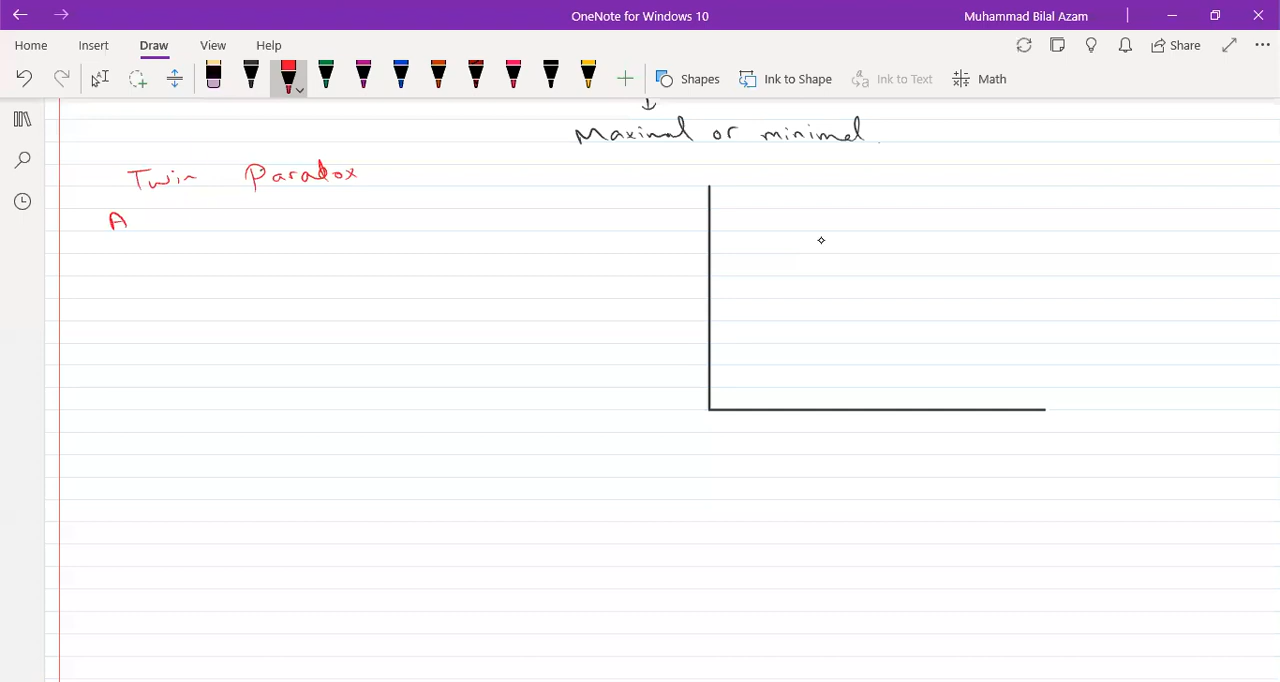 OneNote for Windows 10
Muhammad Bilal Azam
Home Insert Draw View Help
Share
Shapes
Ink to Shape
Ink to Text
Math
Maximal or minimal
Twin Paradox
A